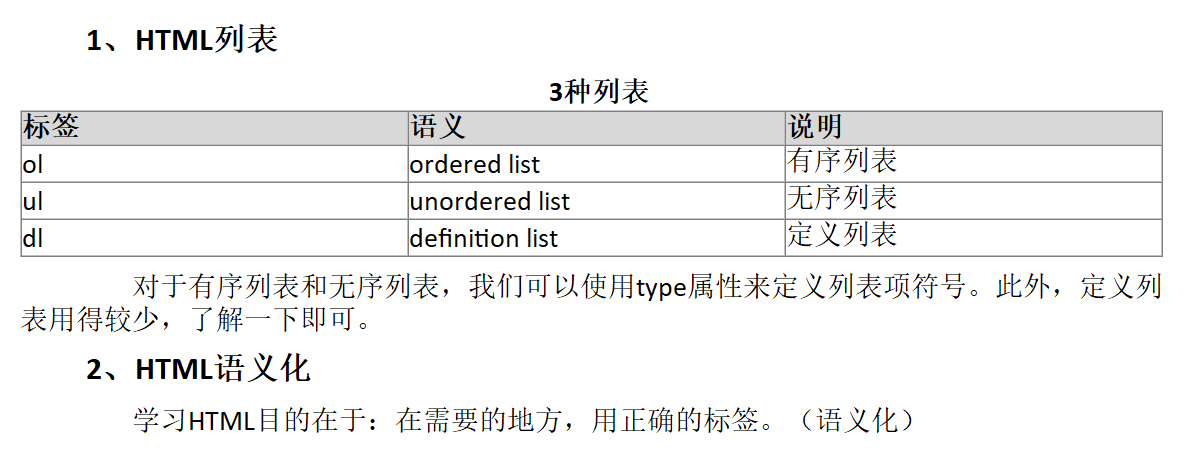 1、HTML列表
3种列表
标签 语义 说明
ol ordered list 有序列表
ul unordered list 无序列表
dl definition list 定义列表
对于有序列表和无序列表，我们可以使用type属性来定义列表项符号。此外，定义列
表用得较少，了解一下即可。
2、HTML语义化
学习HTML目的在于：在需要的地方，用正确的标签。（语义化）